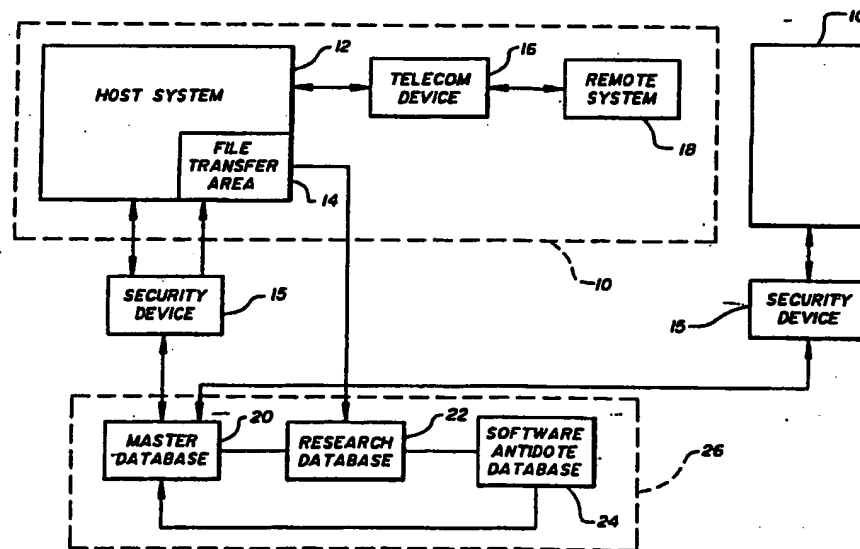 12
HOST SYSTEM
FILE
TRANSFER
AREA
14
16
TELECOM
DEVICE
REMOTE
SYSTEM
18
10
SECURITY
DEVICE
15
15
SECURITY
DEVICE
20
MASTER
DATABASE
22
RESEARCH
DATABASE
SOFTWARE
ANTIDOTE
DATABASE
24
26